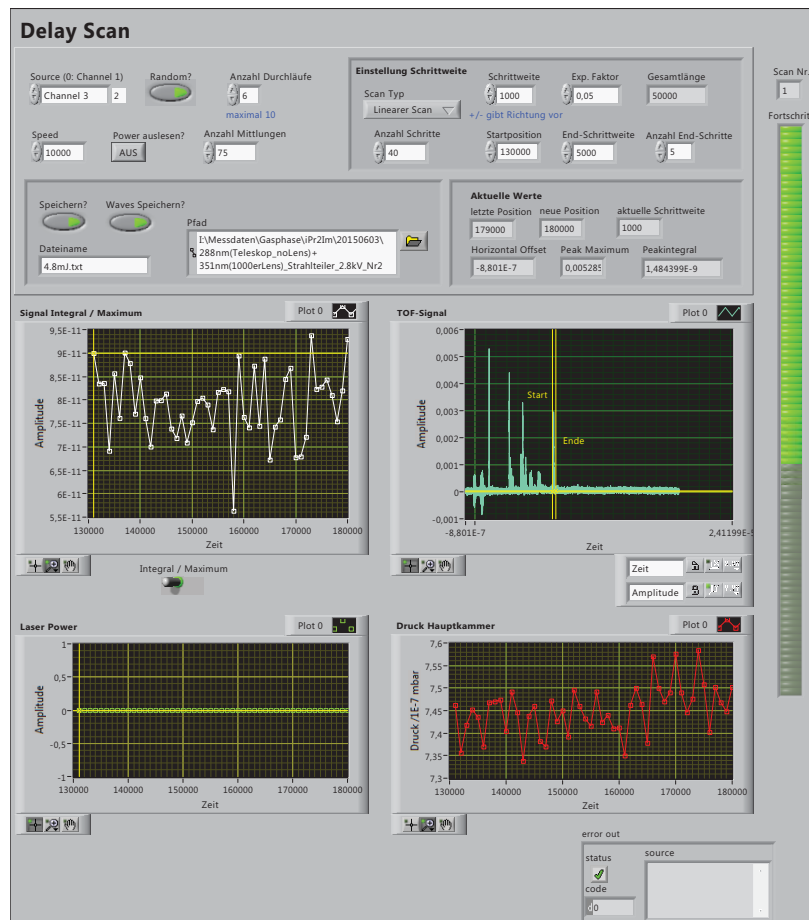 Delay Scan
Source (0: Channel 1)
Random?
Anzahl Durchläufe
Channel 3
2
6
maximal 10
Speed
Power auslesen?
Anzahl Mittlungen
10000
AUS
75
Einstellung Schrittweite
Schrittweite
Exp. Faktor
Gesamtlänge
Scan Typ
1000
0,05
50000
Linearer Scan
+/- gibt Richtung vor
Anzahl Schritte
Startposition
End-Schrittweite
Anzahl End-Schritte
40
130000
5000
5
Scan Nr.
1
Fortschrit
Speichern?
Waves Speichern?
Pfad
I:\Messdaten\Gasphase\iPr2Im\20150603\
288nm(Teleskop_noLens)+
351nm(1000erLens)_Strahlteiler_2.8kV_Nr2
Dateiname
4.8mJ.txt
Aktuelle Werte
letzte Position
neue Position
aktuelle Schrittweite
179000
180000
1000
Horizontal Offset
Peak Maximum
Peakintegral
-8,801E-7
0,005285
1,484399E-9
Signal Integral / Maximum
Plot 0
9,5E-11
9E-11
8,5E-11
8E-11
7,5E-11
7E-11
6,5E-11
6E-11
5,5E-11
Amplitude
130000
140000
150000
160000
170000
180000
Zeit
Integral / Maximum
TOF-Signal
Plot 0
0,006
0,005
0,004
0,003
0,002
0,001
0
-0,001
Amplitude
Start
Ende
-8,801E-7
2,41199E-5
Zeit
Zeit
Amplitude
Laser Power
Plot 0
1
0,5
0
-0,5
-1
Amplitude
130000
140000
150000
160000
170000
180000
Zeit
Druck Hauptkammer
Plot 0
7,6
7,55
7,5
7,45
7,4
7,35
7,3
Druck /1E-7 mbar
130000
140000
150000
160000
170000
180000
Zeit
error out
status
source
code
d0